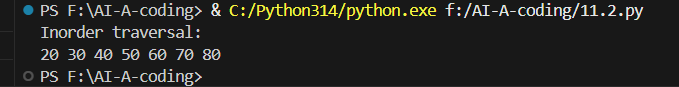 PS F:\AI-A-coding> & C:/Python314/python.exe f:/AI-A-coding/11.2.py
Inorder traversal:
20 30 40 50 60 70 80
PS F:\AI-A-coding>